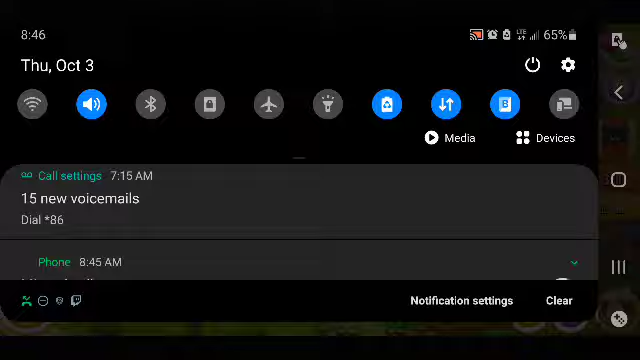 8:46
LTE 65%
Thu, Oct 3
Media
Devices
Call settings 7:15 AM
15 new voicemails
Dial *86
Phone 8:45 AM
Notification settings
Clear